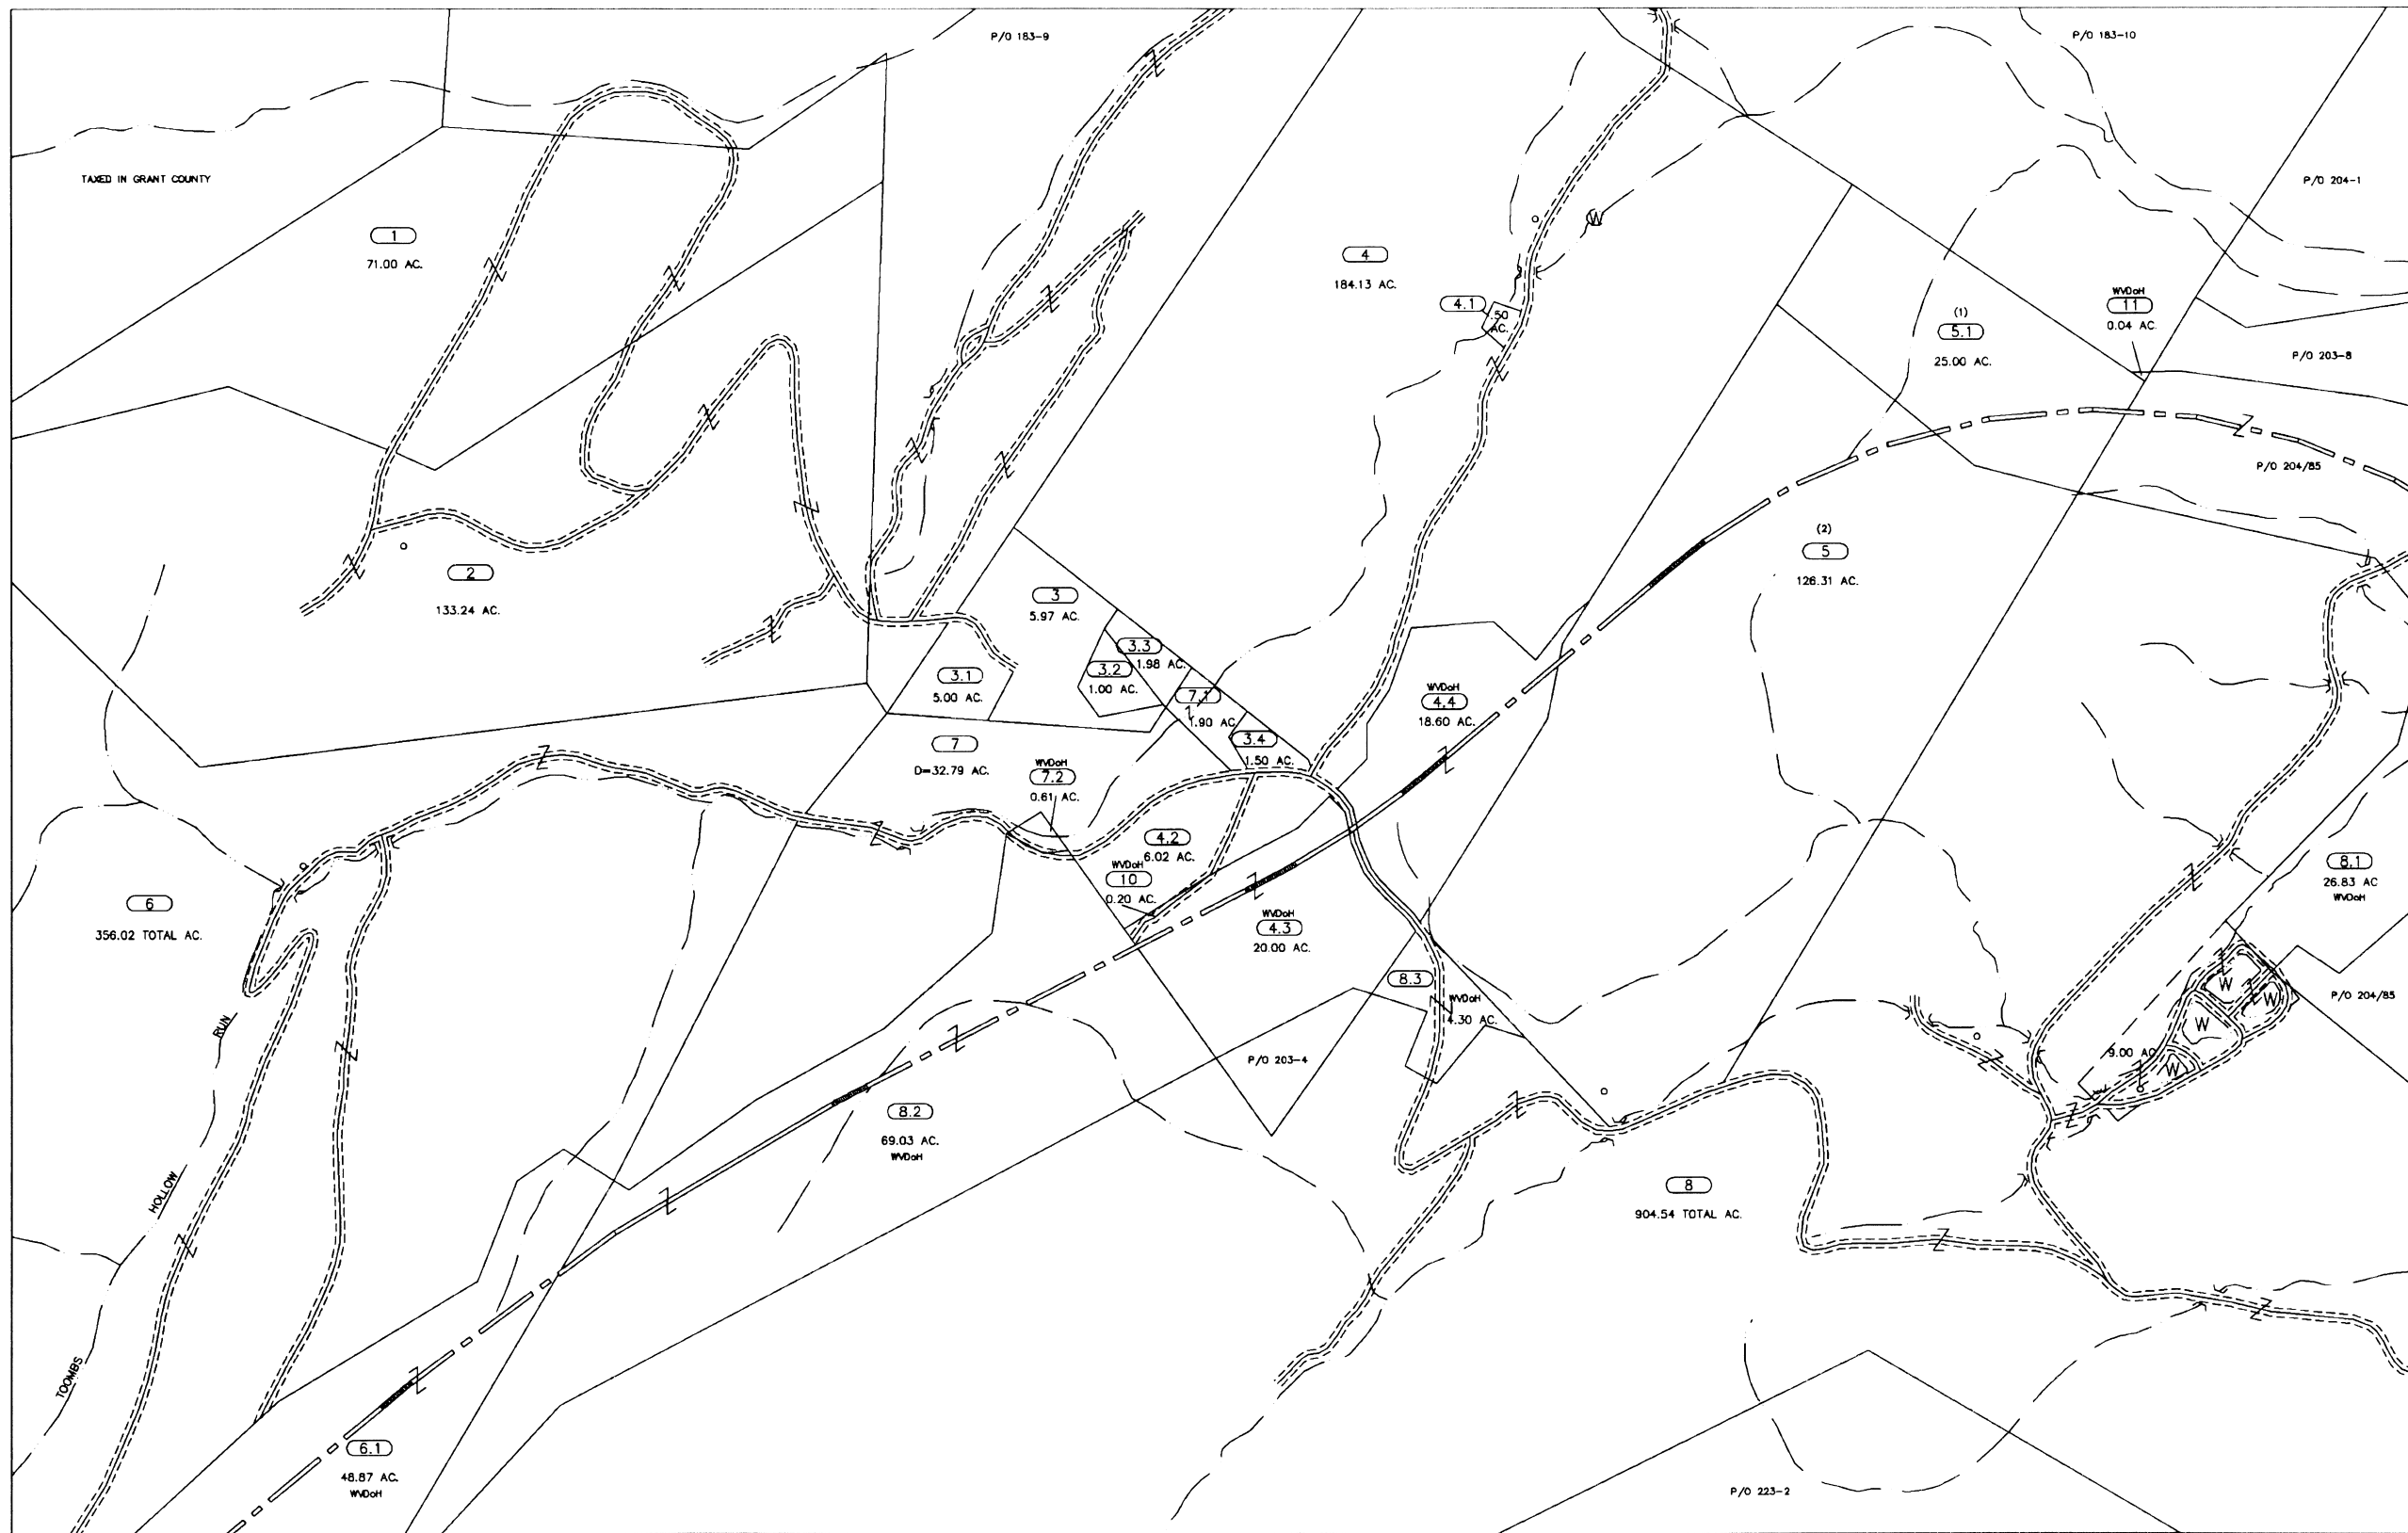 P/O 183-9
P/O 183-10
TAXED IN GRANT COUNTY
P/O 204-1
1
71.00 AC.
W
4
184.13 AC.
4.1
.50
AC.
WVDoH
11
0.04 AC.
(1)
5.1
25.00 AC.
P/O 203-8
P/O 204/85
(2)
5
126.31 AC.
2
133.24 AC.
3
5.97 AC.
3.3
1.98 AC.
3.2
1.00 AC.
3.1
5.00 AC.
7.1
1.90 AC
WVDoH
4.4
18.60 AC.
7
D=32.79 AC.
3.4
1.50 AC.
WVDoH
7.2
0.61 AC.
4.2
6.02 AC.
WVDoH
10
0.20 AC.
8.1
26.83 AC
WVDoH
6
356.02 TOTAL AC.
WVDoH
4.3
20.00 AC.
8.3
WVDoH
4.30 AC.
P/O 204/85
W
W
W
W
9.00 AC
P/O 203-4
RUN
HOLLOW
TOOMBS
8.2
69.03 AC.
WVDoH
8
904.54 TOTAL AC.
6.1
48.87 AC.
WVDoH
P/O 223-2